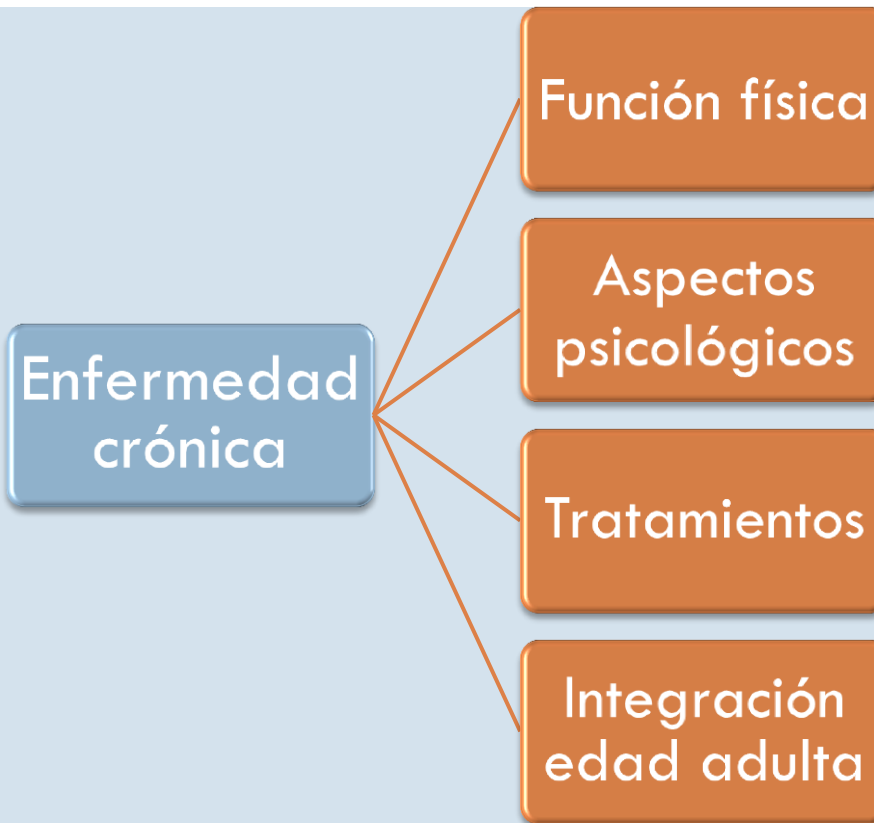 Función física
Aspectos
psicológicos
Enfermedad
crónica
Tratamientos
Integración
edad adulta